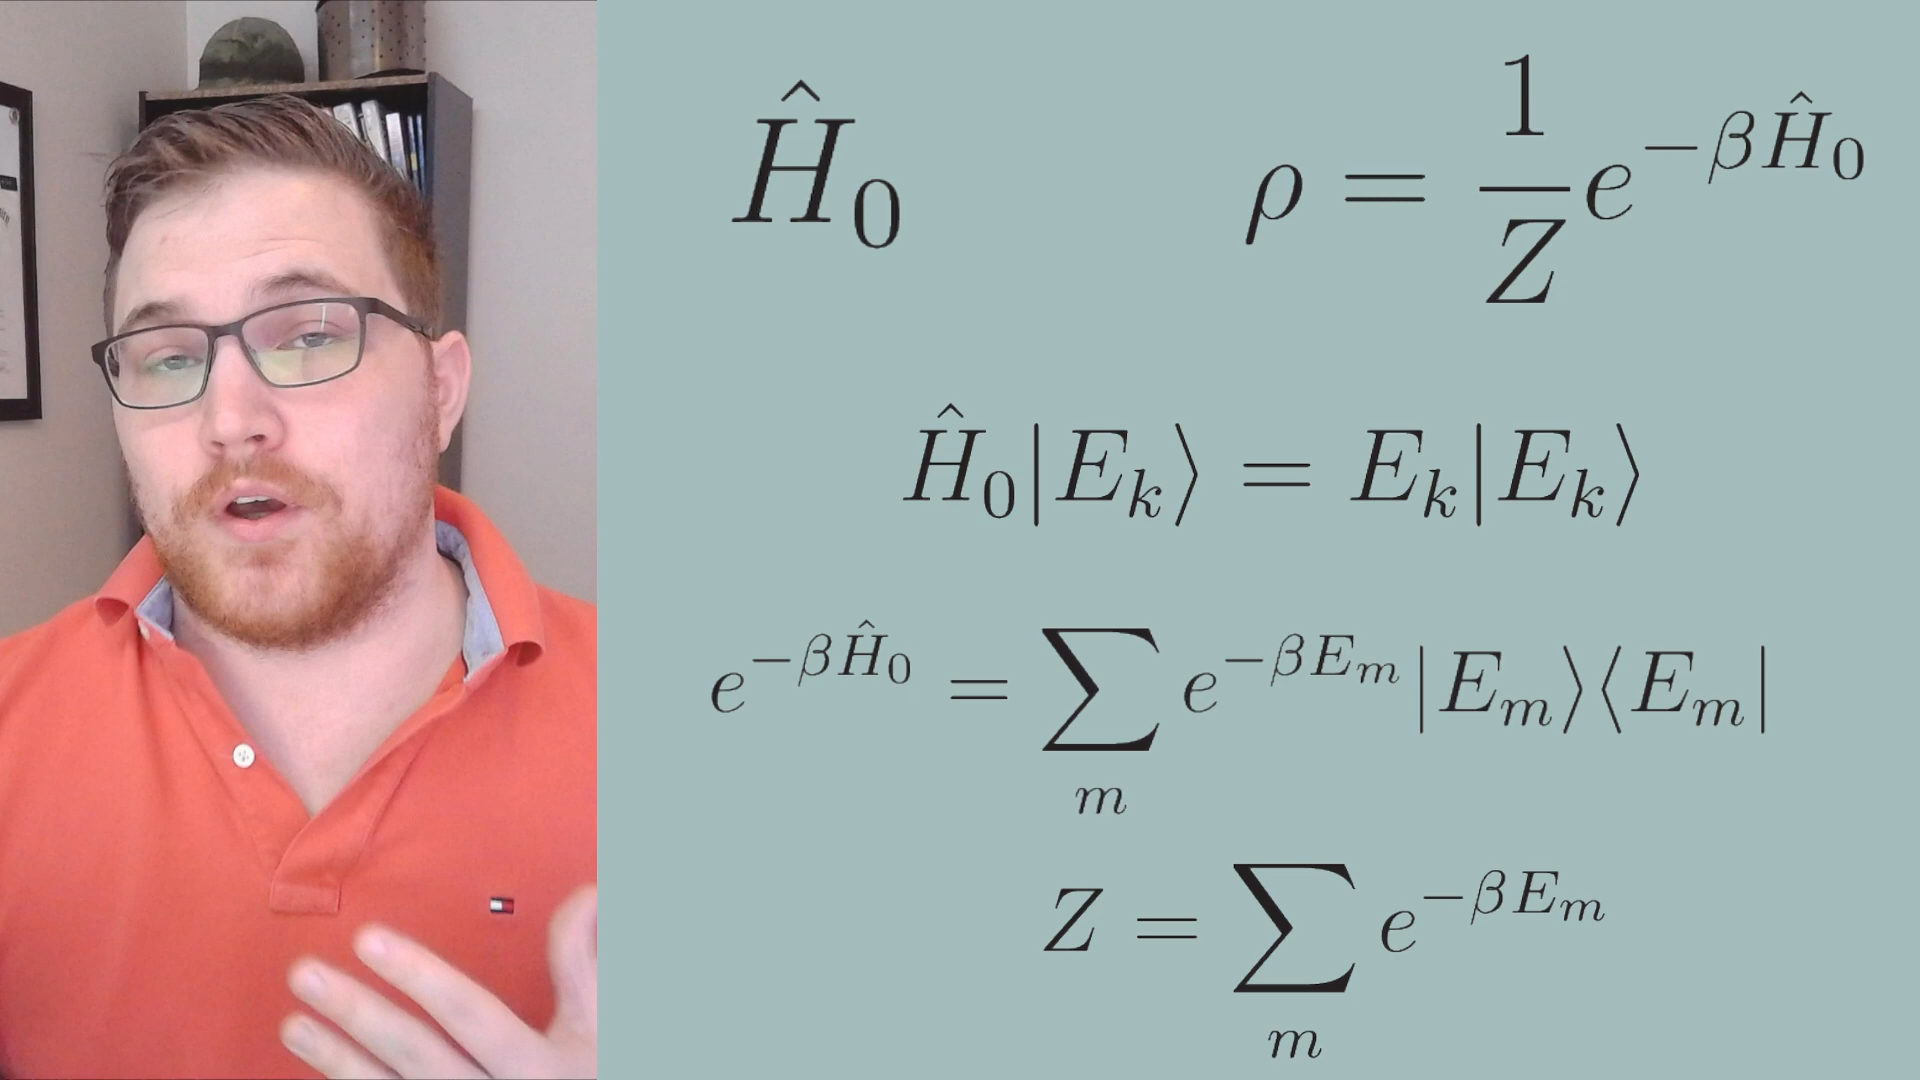 Ĥ₀ ρ ≡ 1/Z e^{−βĤ₀}
Ĥ₀|E_k⟩ = E_k|E_k⟩
e^{−βĤ₀} = ∑_m e^{−βE_m}|E_m⟩⟨E_m|
Z = ∑_m e^{−βE_m}